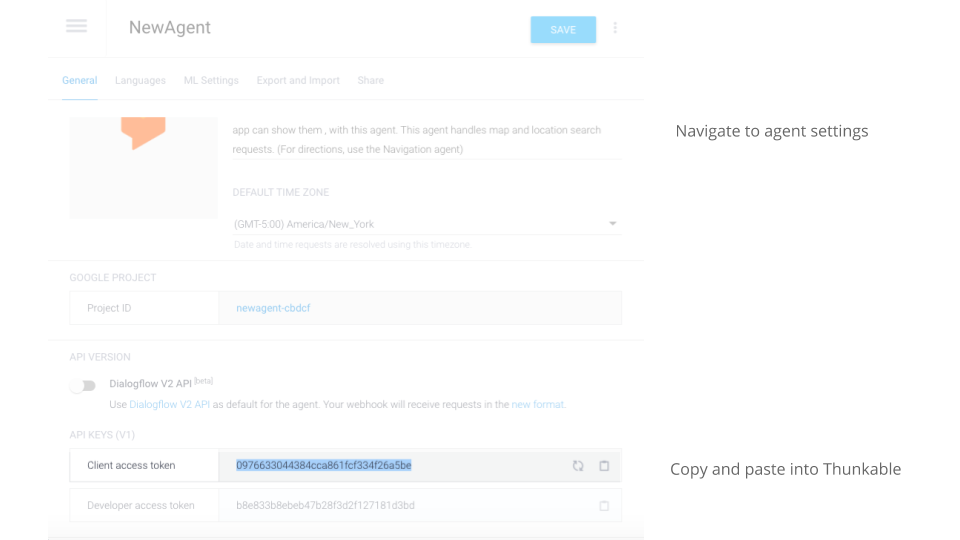 NewAgent
SAVE
General Languages ML Settings Export and Import Share
app can show them , with this agent. This agent handles map and location search
requests. (For directions, use the Navigation agent)
Navigate to agent settings
DEFAULT TIME ZONE
(GMT-5:00) America/New_York
Date and time requests are resolved using this timezone.
GOOGLE PROJECT
Project ID newagent-cbdcf
API VERSION
Dialogflow V2 API [beta]
Use Dialogflow V2 API as default for the agent. Your webhook will receive requests in the new format.
API KEYS (V1)
Client access token 0976633044384cca861fcf334f26a5be
Copy and paste into Thunkable
Developer access token b8e833b8ebeb47b28f3d2f127181d3bd